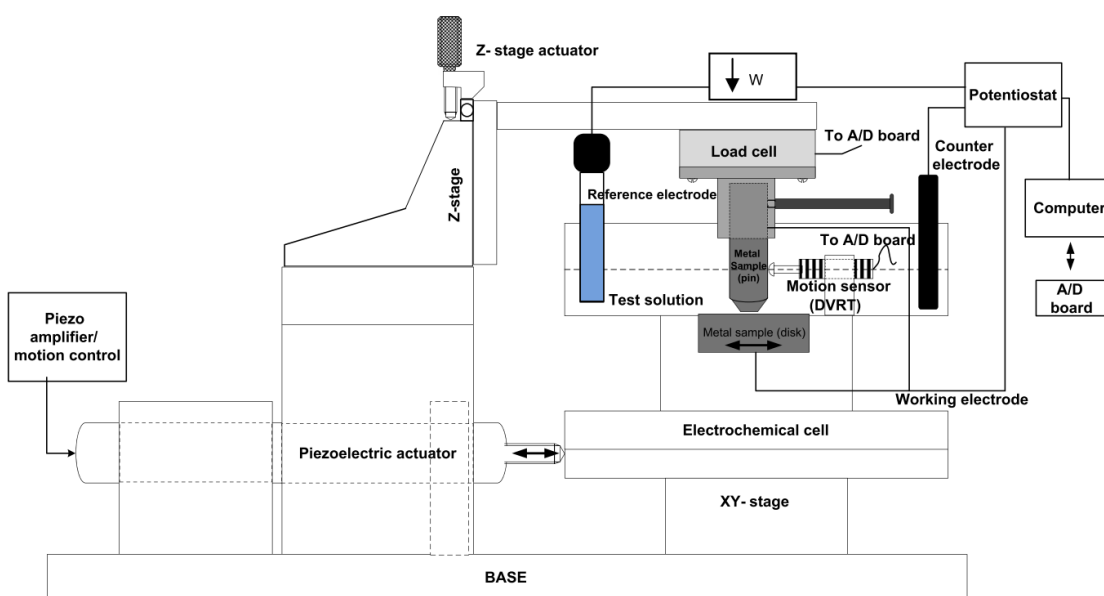 Z- stage actuator
W
Potentiostat
To A/D board
Load cell
Counter
electrode
Z-stage
Reference electrode
Computer
To A/D board
Metal
Sample
(pin)
Motion sensor
(DVRT)
Test solution
A/D
board
Piezo
amplifier/
motion control
Metal sample (disk)
Working electrode
Electrochemical cell
Piezoelectric actuator
XY- stage
BASE